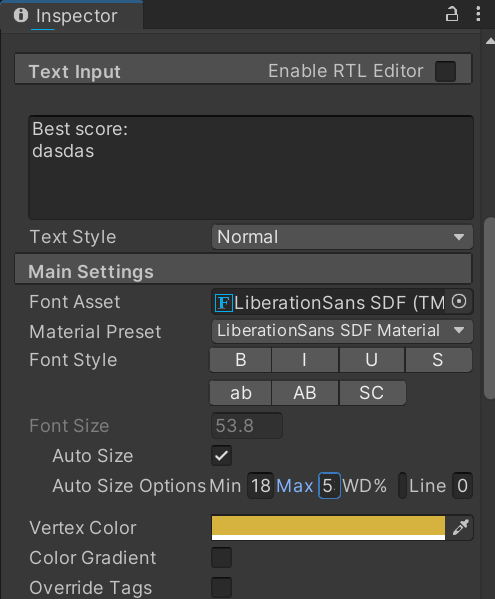 Inspector
Text Input Enable RTL Editor
Best score:
dasdas
Text Style Normal
Main Settings
Font Asset F LiberationSans SDF (TM
Material Preset LiberationSans SDF Material
Font Style B I U S
ab AB SC
Font Size 53.8
Auto Size
Auto Size Options Min 18 Max 5 WD% Line 0
Vertex Color
Color Gradient
Override Tags